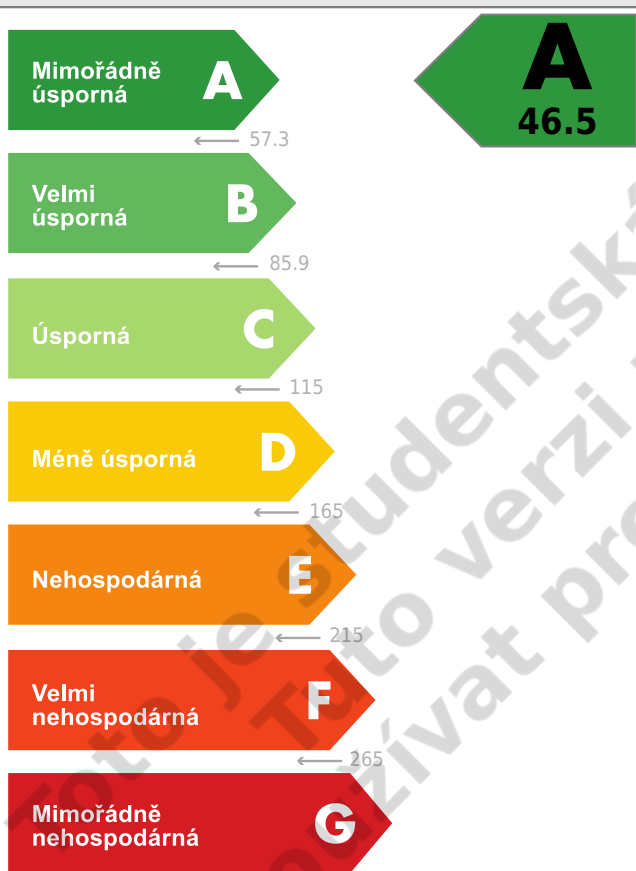 Mimořádně
úsporná
A
57.3
Velmi
úsporná
B
85.9
Úsporná
C
115
Méně úsporná
D
165
Nehospodárná
E
215
Velmi
nehospodárná
F
265
Mimořádně
nehospodárná
G
A
46.5
Toto je studentská
Tuto verzi
používat